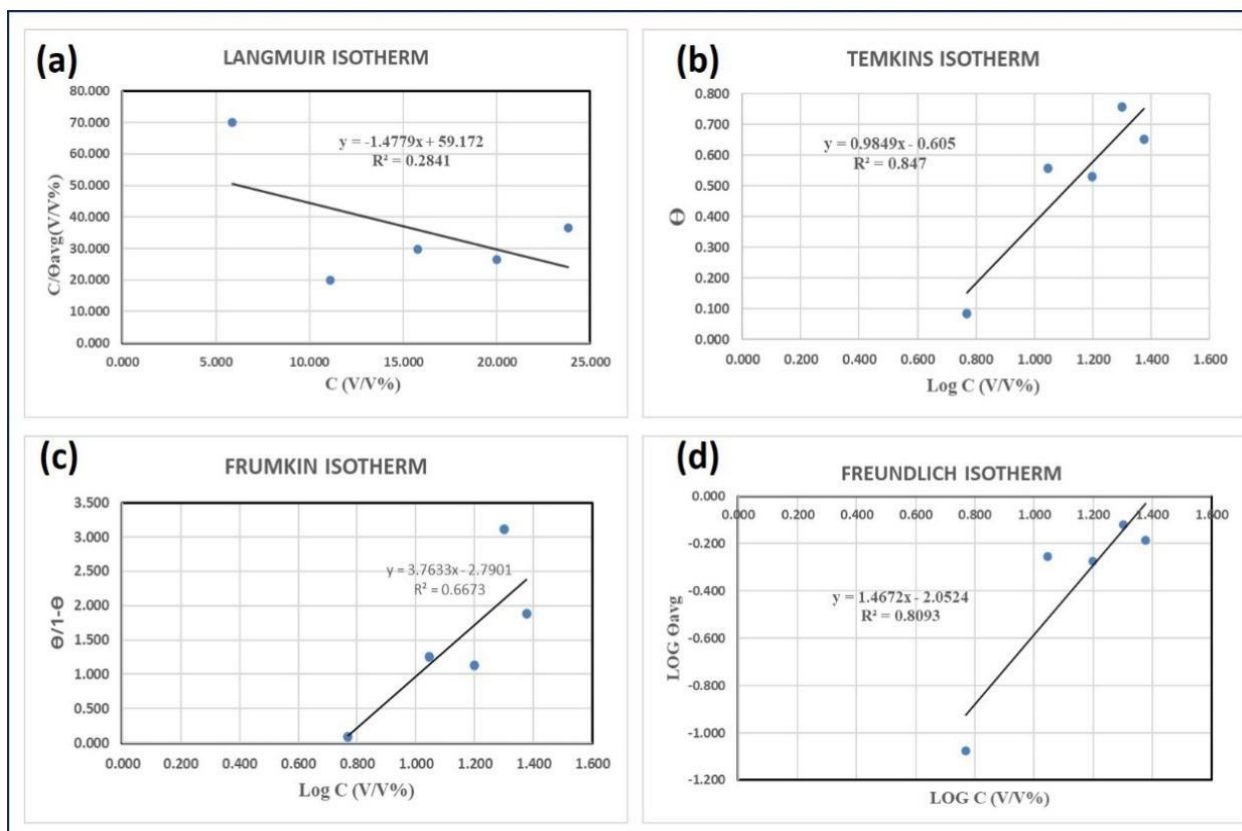 (a)
LANGMUIR ISOTHERM
80.000
70.000
60.000
50.000
40.000
30.000
20.000
10.000
0.000
C/Θavg(V/V%)
y = -1.4779x + 59.172
R² = 0.2841
0.000 5.000 10.000 15.000 20.000 25.000
C (V/V%)
(b)
TEMKINS ISOTHERM
0.800
0.700
0.600
0.500
0.400
0.300
0.200
0.100
0.000
Θ
y = 0.9849x - 0.605
R² = 0.847
0.000 0.200 0.400 0.600 0.800 1.000 1.200 1.400 1.600
Log C (V/V%)
(c)
FRUMKIN ISOTHERM
3.500
3.000
2.500
2.000
1.500
1.000
0.500
0.000
Θ/1-Θ
y = 3.7633x - 2.7901
R² = 0.6673
0.000 0.200 0.400 0.600 0.800 1.000 1.200 1.400 1.600
Log C (V/V%)
(d)
FREUNDLICH ISOTHERM
0.000
0.000 0.200 0.400 0.600 0.800 1.000 1.200 1.400 1.600
-0.200
-0.400
-0.600
-0.800
-1.000
-1.200
LOG Θavg
y = 1.4672x - 2.0524
R² = 0.8093
LOG C (V/V%)